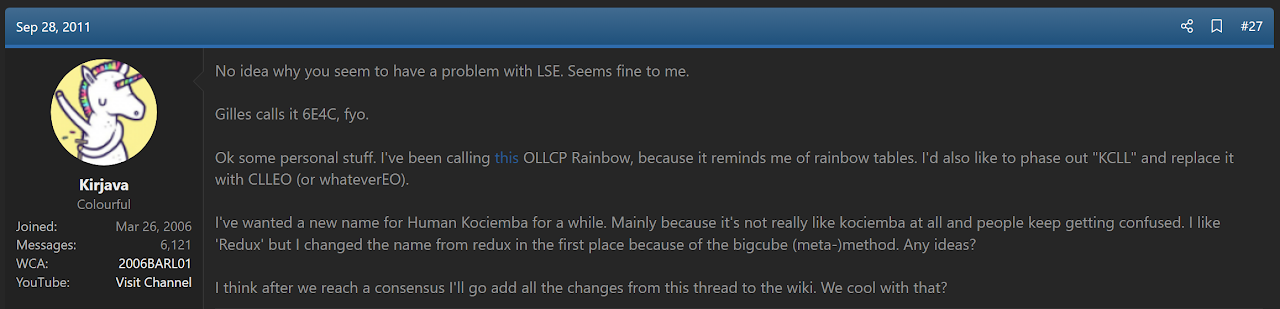 Sep 28, 2011
#27
Kirjava
Colourful
Joined: Mar 26, 2006
Messages: 6,121
WCA: 2006BARL01
YouTube: Visit Channel
No idea why you seem to have a problem with LSE. Seems fine to me.
Gilles calls it 6E4C, fyo.
Ok some personal stuff. I've been calling this OLLCP Rainbow, because it reminds me of rainbow tables. I'd also like to phase out "KCLL" and replace it
with CLLEO (or whateverEO).
I've wanted a new name for Human Kociemba for a while. Mainly because it's not really like kociemba at all and people keep getting confused. I like
'Redux' but I changed the name from redux in the first place because of the bigcube (meta-)method. Any ideas?
I think after we reach a consensus I'll go add all the changes from this thread to the wiki. We cool with that?